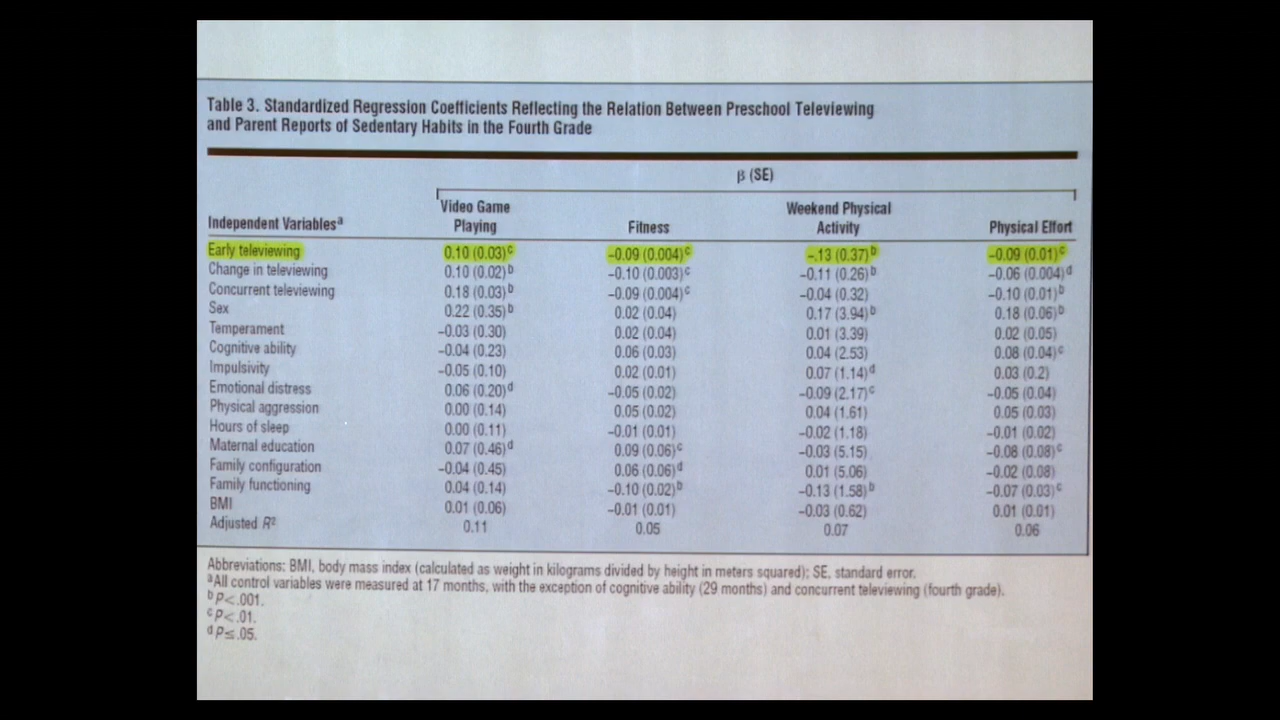 Table 3. Standardized Regression Coefficients Reflecting the Relation Between Preschool Televiewing
and Parent Reports of Sedentary Habits in the Fourth Grade
β (SE)
Independent Variablesᵃ Video Game Playing Fitness Weekend Physical Activity Physical Effort
Early televiewing 0.10 (0.03)ᶜ −0.09 (0.004)ᶜ −.13 (0.37)ᵇ −0.09 (0.01)ᶜ
Change in televiewing 0.10 (0.02)ᵇ −0.10 (0.003)ᶜ −0.11 (0.26)ᵇ −0.06 (0.004)ᵈ
Concurrent televiewing 0.18 (0.03)ᵇ −0.09 (0.004)ᶜ −0.04 (0.32) −0.10 (0.01)ᵇ
Sex 0.22 (0.35)ᵇ 0.02 (0.04) 0.17 (3.94)ᵇ 0.18 (0.06)ᵇ
Temperament −0.03 (0.30) 0.02 (0.04) 0.01 (3.39) 0.02 (0.05)
Cognitive ability −0.04 (0.23) 0.06 (0.03) 0.04 (2.53) 0.08 (0.04)ᶜ
Impulsivity −0.05 (0.10) 0.02 (0.01) 0.07 (1.14)ᵈ 0.03 (0.2)
Emotional distress 0.06 (0.20)ᵈ −0.05 (0.02) −0.09 (2.17)ᶜ −0.05 (0.04)
Physical aggression 0.00 (0.14) 0.05 (0.02) 0.04 (1.61) 0.05 (0.03)
Hours of sleep 0.00 (0.11) −0.01 (0.01) −0.02 (1.18) −0.01 (0.02)
Maternal education 0.07 (0.46)ᵈ 0.09 (0.06)ᶜ −0.03 (5.15) −0.08 (0.08)ᶜ
Family configuration −0.04 (0.45) 0.06 (0.06)ᵈ 0.01 (5.06) −0.02 (0.08)
Family functioning 0.04 (0.14) −0.10 (0.02)ᵇ −0.13 (1.58)ᵇ −0.07 (0.03)ᶜ
BMI 0.01 (0.06) −0.01 (0.01) −0.03 (0.62) 0.01 (0.01)
Adjusted R² 0.11 0.05 0.07 0.06
Abbreviations: BMI, body mass index (calculated as weight in kilograms divided by height in meters squared); SE, standard error.
ᵃAll control variables were measured at 17 months, with the exception of cognitive ability (29 months) and concurrent televiewing (fourth grade).
ᵇP<.001.
ᶜP<.01.
ᵈP≤.05.